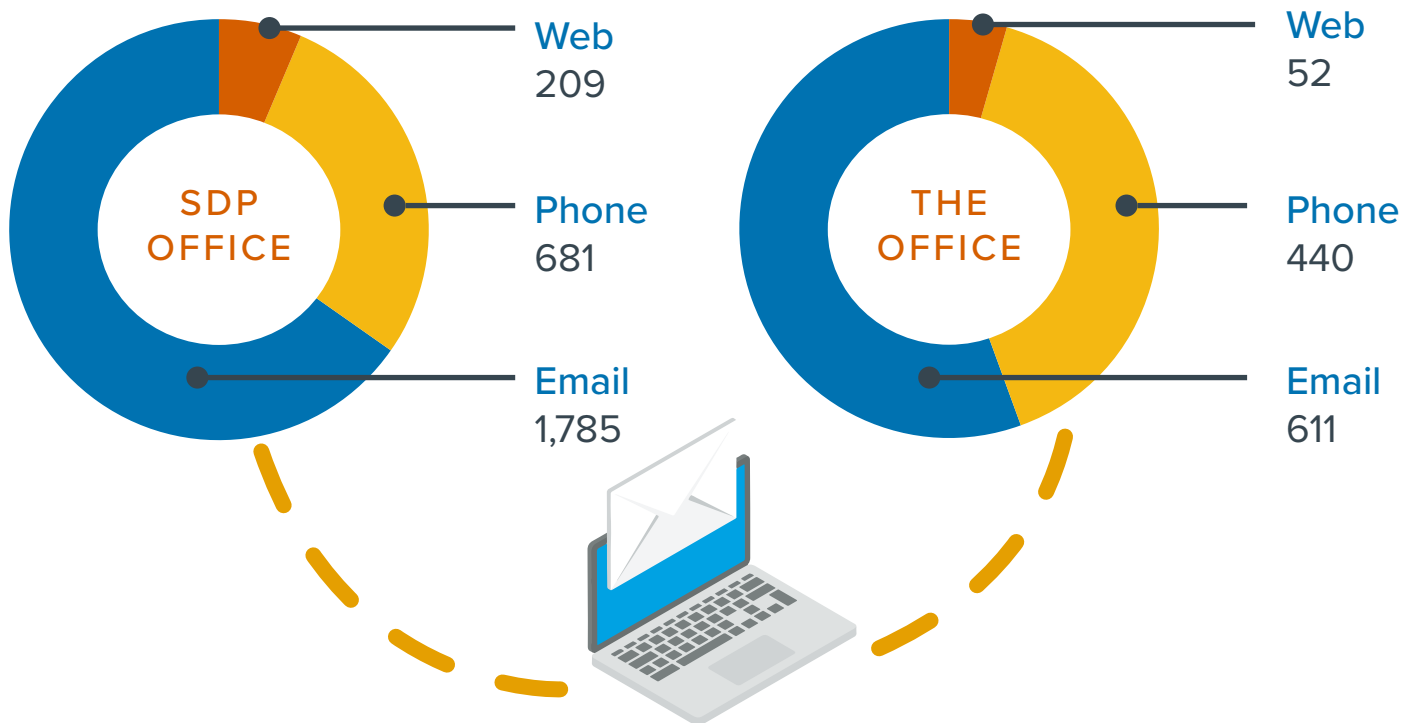 SDP
OFFICE
Web
209
Phone
681
Email
1,785
THE
OFFICE
Web
52
Phone
440
Email
611